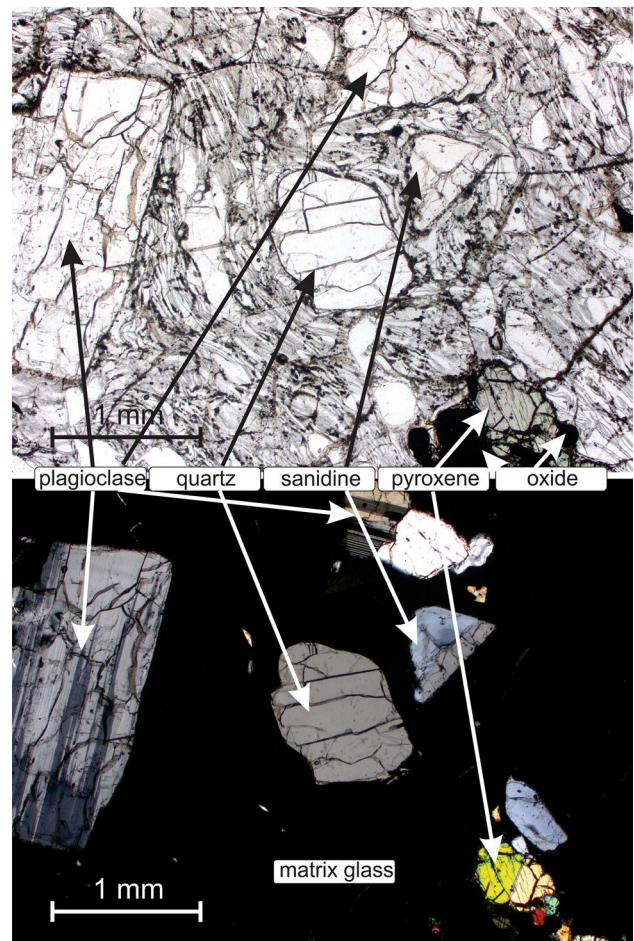 1 mm
plagioclase quartz sanidine pyroxene oxide
matrix glass
1 mm